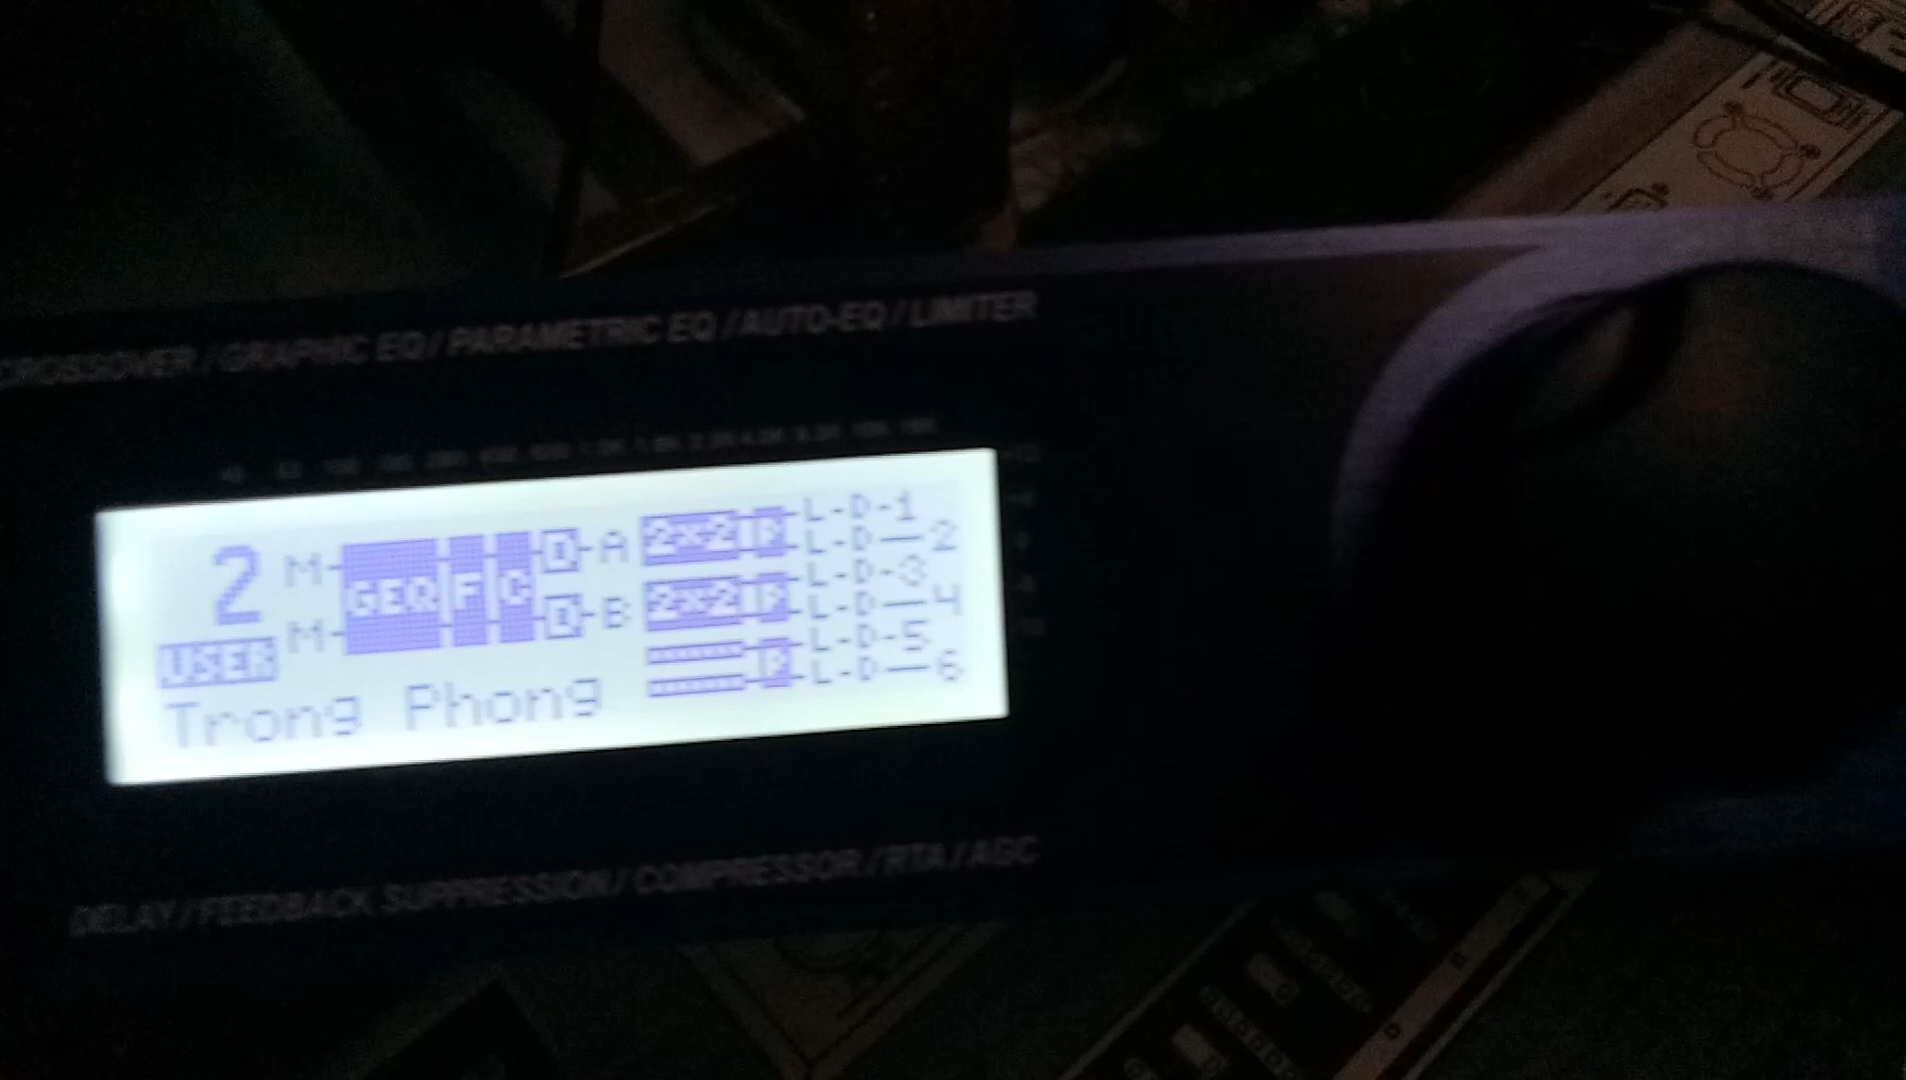 CROSSOVER / GRAPHIC EQ / PARAMETRIC EQ / AUTO-EQ / LIMITER
2 M GEQ F C D A 2x2 P L-D-1
L-D-2
M D B 2x2 P L-D-3
L-D-4
USER P L-D-5
L-D-6
Trong Phong
DELAY / FEEDBACK SUPPRESSION / COMPRESSOR / RTA / AGC